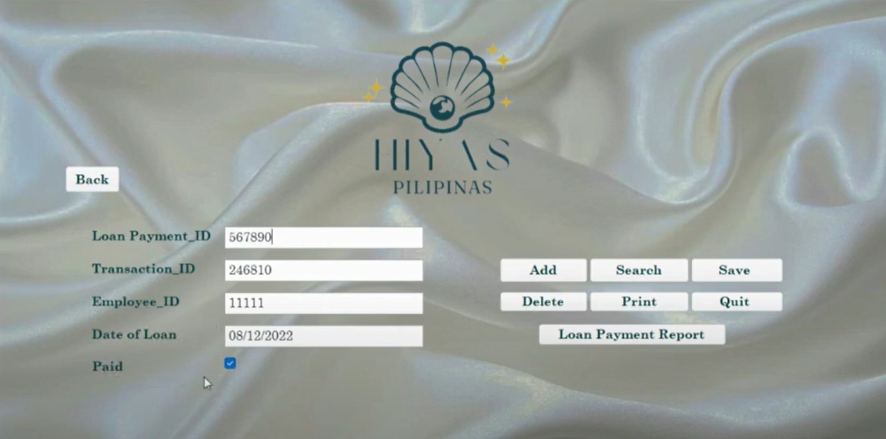 HIYAS
PILIPINAS
Back
Loan Payment_ID 567890
Transaction_ID 246810
Add Search Save
Employee_ID 11111
Delete Print Quit
Date of Loan 08/12/2022
Loan Payment Report
Paid